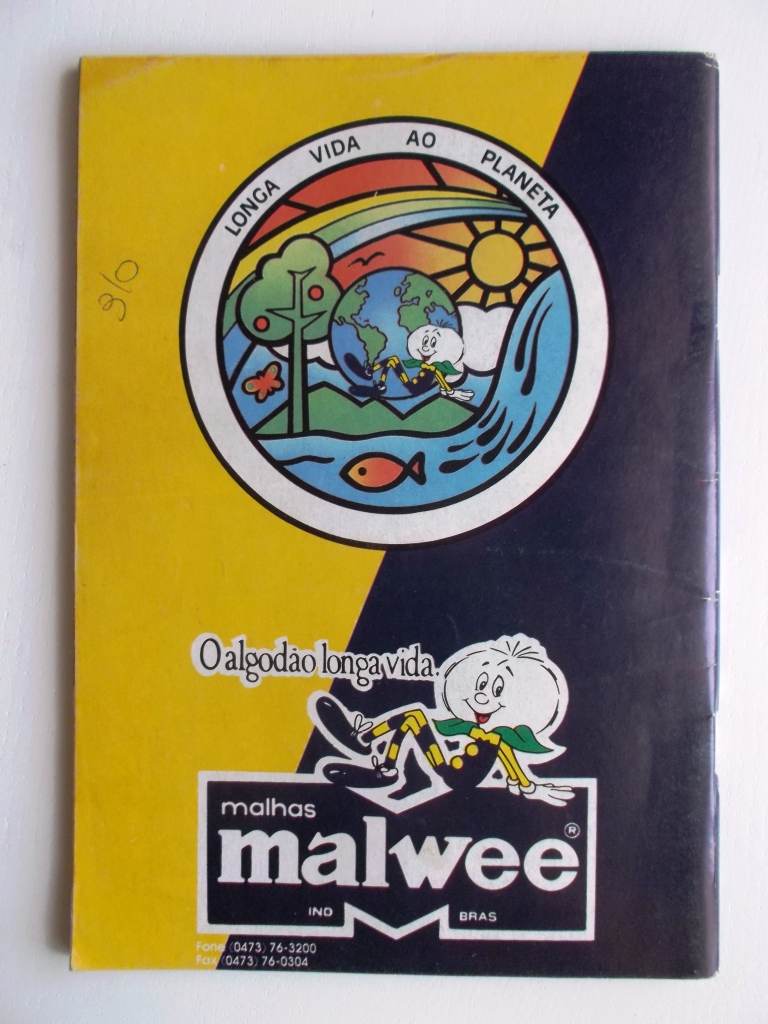 LONGA VIDA AO PLANETA
O algodão longa vida.
malhas
malwee ®
IND BRAS
Fone (0473) 76-3200
Fax (0473) 76-0304